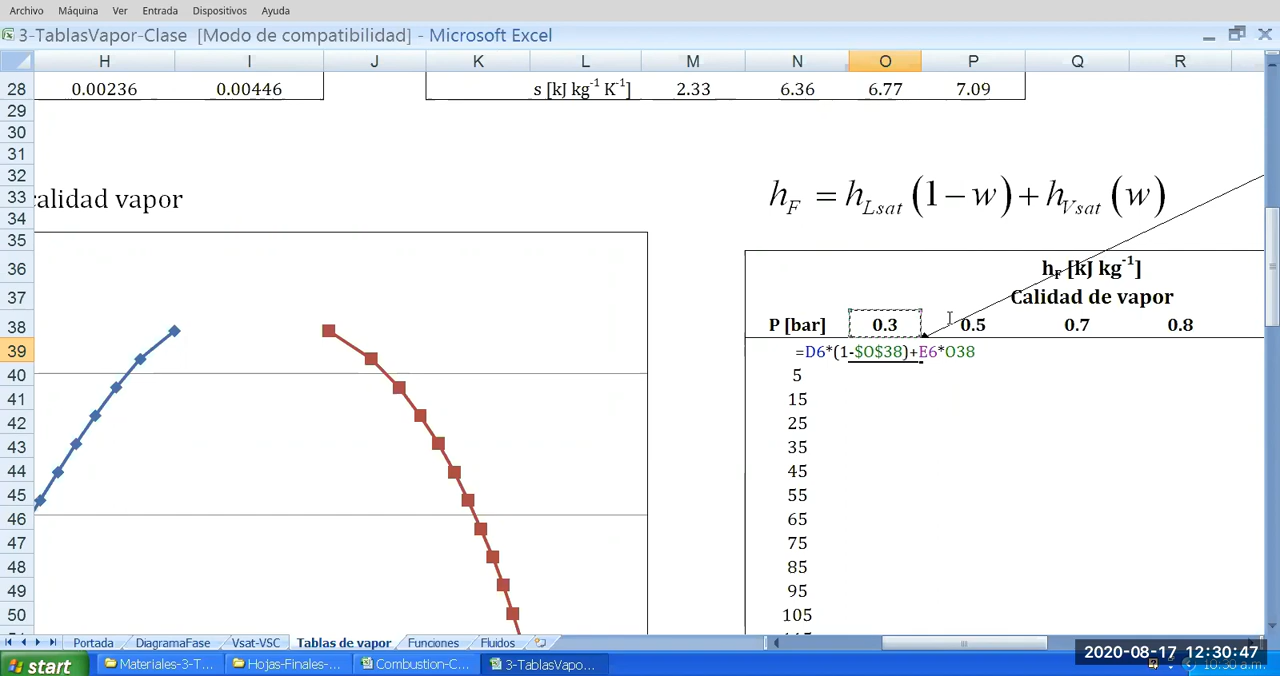 Archivo Máquina Ver Entrada Dispositivos Ayuda
3-TablasVapor-Clase [Modo de compatibilidad] - Microsoft Excel
H I J K L M N O P Q R
28 0.00236 0.00446 s [kJ kg-1 K-1] 2.33 6.36 6.77 7.09
29
30
31
32
33 calidad vapor hF = hLsat (1 − w) + hVsat (w)
34
35
36 hF [kJ kg-1]
37 Calidad de vapor
38 P [bar] 0.3 0.5 0.7 0.8
39 =D6*(1-$O$38)+E6*O38
40 5
41 15
42 25
43 35
44 45
45 55
46 65
47 75
48 85
49 95
50 105
Portada DiagramaFase Vsat-VSC Tablas de vapor Funciones Fluidos
start Materiales-3-T... Hojas-Finales-... Combustion-C... 3-TablasVapo...
2020-08-17 12:30:47
10:30 a.m.